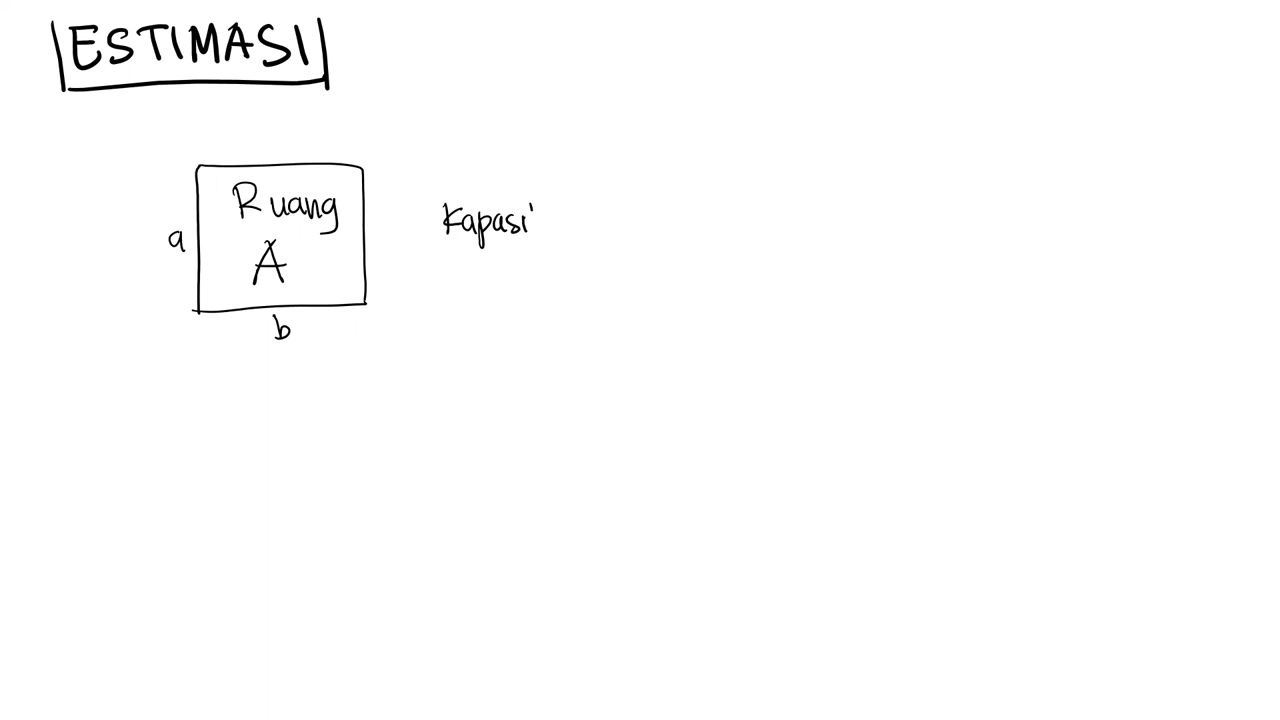 ESTIMASI
Ruang
A
a
b
Kapasi